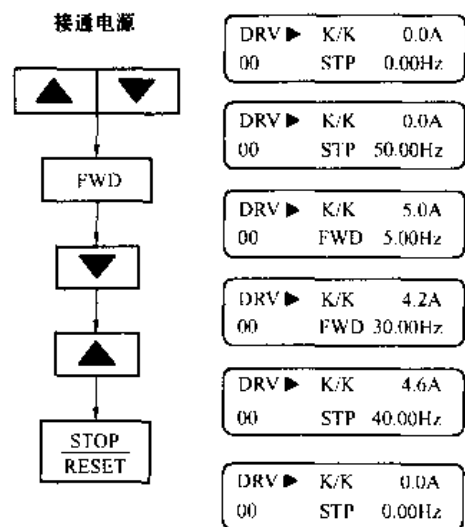 接通电源
DRV▶ K/K 0.0A
00 STP 0.00Hz
▲ ▼
DRV▶ K/K 0.0A
00 STP 50.00Hz
FWD
DRV▶ K/K 5.0A
00 FWD 5.00Hz
▼
DRV▶ K/K 4.2A
00 FWD 30.00Hz
▲
DRV▶ K/K 4.6A
00 STP 40.00Hz
STOP
RESET
DRV▶ K/K 0.0A
00 STP 0.00Hz